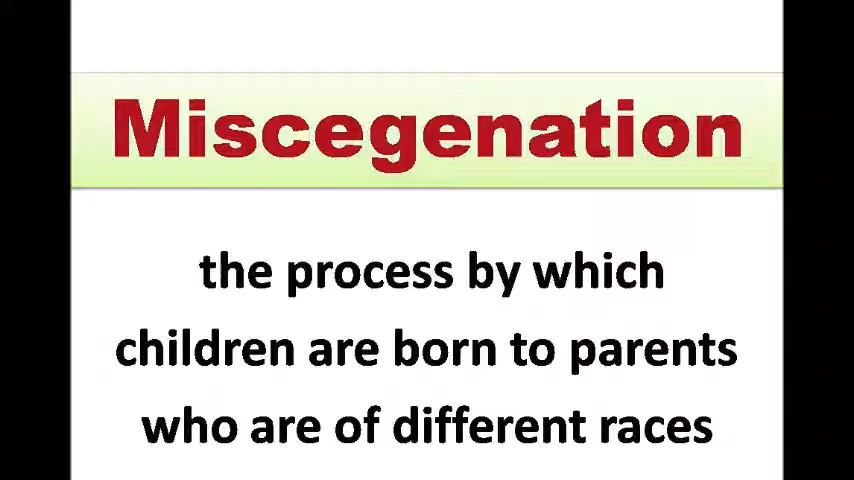 Miscegenation
the process by which
children are born to parents
who are of different races